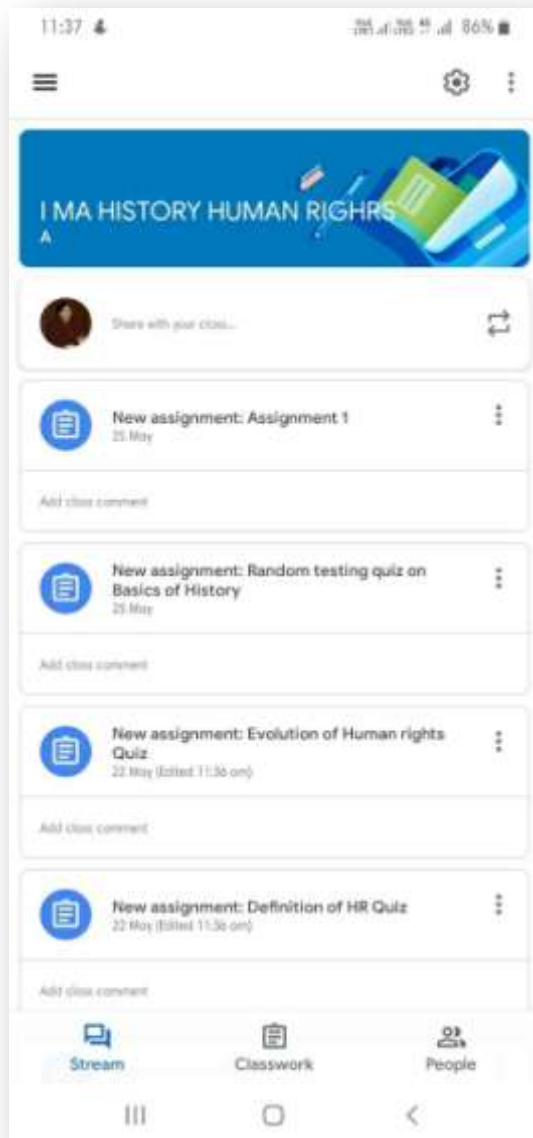 11:37
86%
I MA HISTORY HUMAN RIGHRS
A
Share with your class...
New assignment: Assignment 1
25 May
Add class comment
New assignment: Random testing quiz on
Basics of History
25 May
Add class comment
New assignment: Evolution of Human rights
Quiz
22 May (Edited 11:36 am)
Add class comment
New assignment: Definition of HR Quiz
22 May (Edited 11:36 am)
Add class comment
Stream
Classwork
People